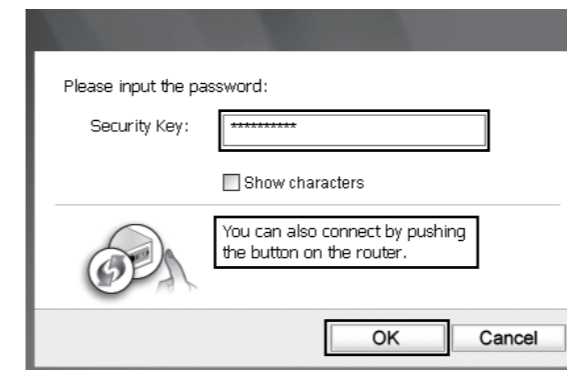 Please input the password:
Security Key: **********
Show characters
You can also connect by pushing
the button on the router.
OK Cancel